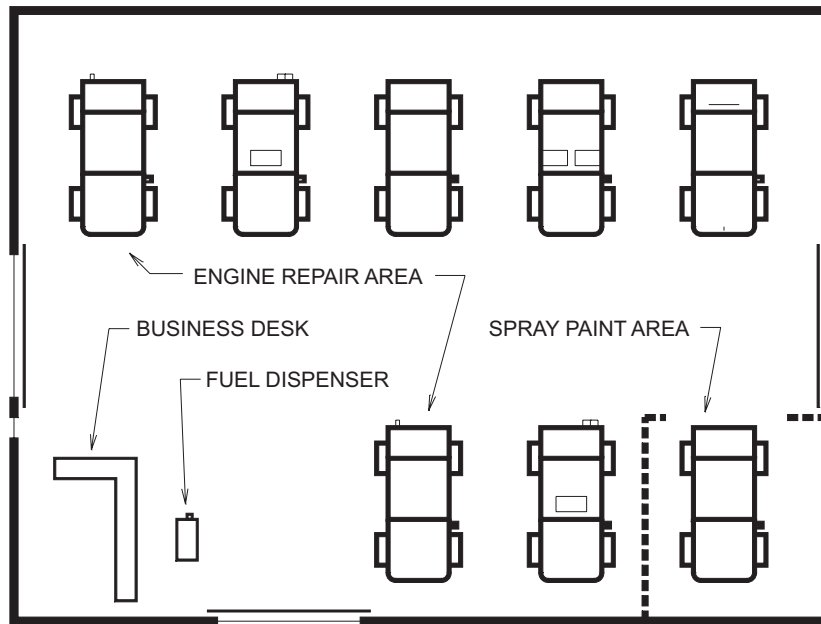 ENGINE REPAIR AREA
BUSINESS DESK
SPRAY PAINT AREA
FUEL DISPENSER